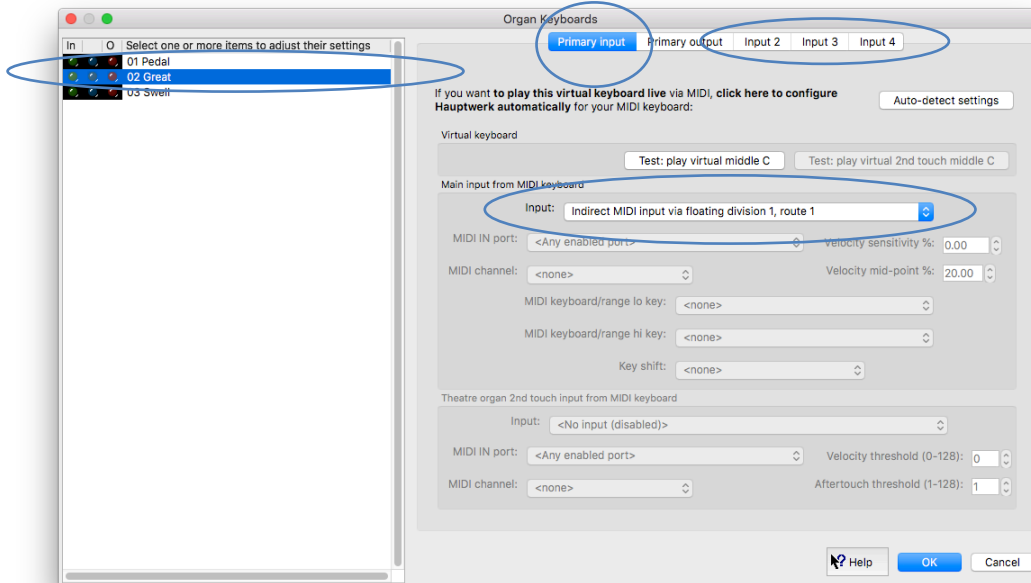 Organ Keyboards
In O Select one or more items to adjust their settings
01 Pedal
02 Great
03 Swell
Primary input Primary output Input 2 Input 3 Input 4
If you want to play this virtual keyboard live via MIDI, click here to configure
Hauptwerk automatically for your MIDI keyboard:
Auto-detect settings
Virtual keyboard
Test: play virtual middle C Test: play virtual 2nd touch middle C
Main input from MIDI keyboard
Input: Indirect MIDI input via floating division 1, route 1
MIDI IN port: <Any enabled port> Velocity sensitivity %: 0.00
MIDI channel: <none> Velocity mid-point %: 20.00
MIDI keyboard/range lo key: <none>
MIDI keyboard/range hi key: <none>
Key shift: <none>
Theatre organ 2nd touch input from MIDI keyboard
Input: <No input (disabled)>
MIDI IN port: <Any enabled port> Velocity threshold (0-128): 0
MIDI channel: <none> Aftertouch threshold (1-128): 1
? Help OK Cancel